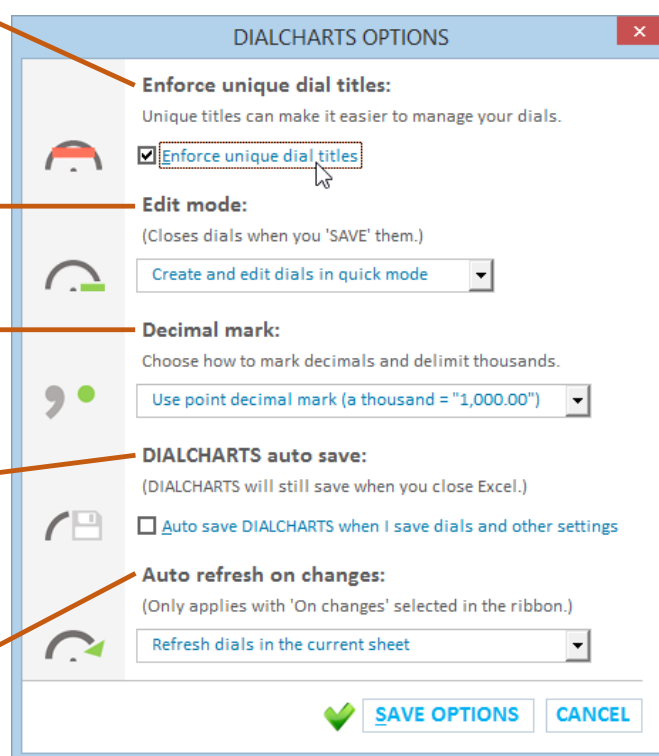 DIALCHARTS OPTIONS
Enforce unique dial titles:
Unique titles can make it easier to manage your dials.
Enforce unique dial titles
Edit mode:
(Closes dials when you 'SAVE' them.)
Create and edit dials in quick mode
Decimal mark:
Choose how to mark decimals and delimit thousands.
Use point decimal mark (a thousand = "1,000.00")
DIALCHARTS auto save:
(DIALCHARTS will still save when you close Excel.)
Auto save DIALCHARTS when I save dials and other settings
Auto refresh on changes:
(Only applies with 'On changes' selected in the ribbon.)
Refresh dials in the current sheet
SAVE OPTIONS CANCEL